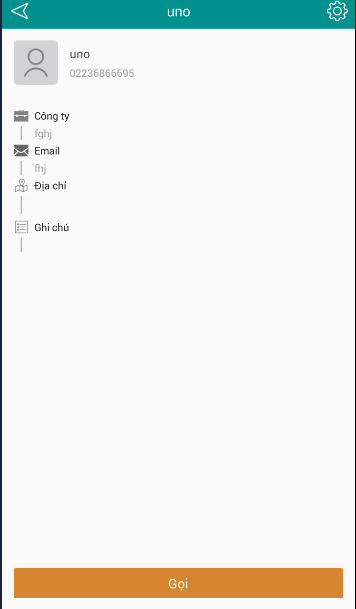 uno
uno
02236866695
Công ty
fghj
Email
fhj
Địa chỉ
Ghi chú
Gọi